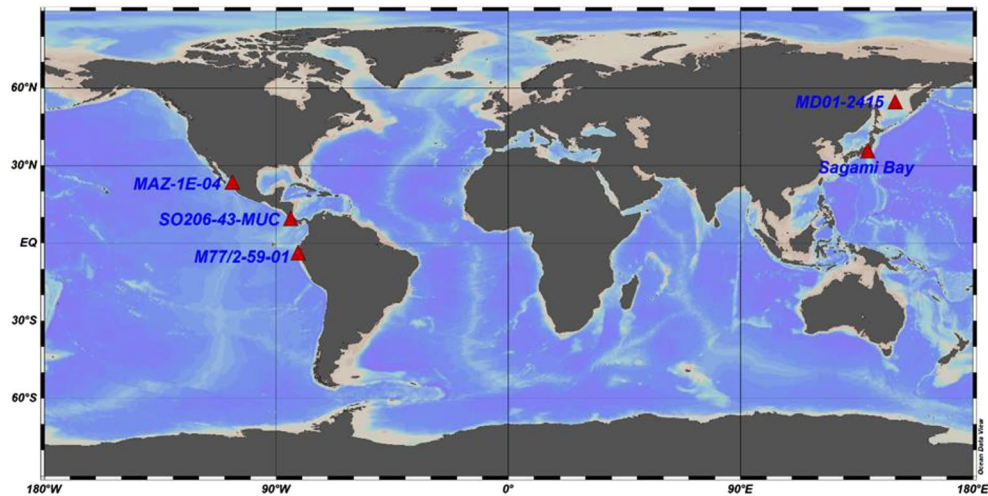 60°N
MD01-2415
30°N
Sagami Bay
MAZ-1E-04
SO206-43-MUC
EQ
M77/2-59-01
30°S
60°S
Ocean Data View
180°W
90°W
0°
90°E
180°E